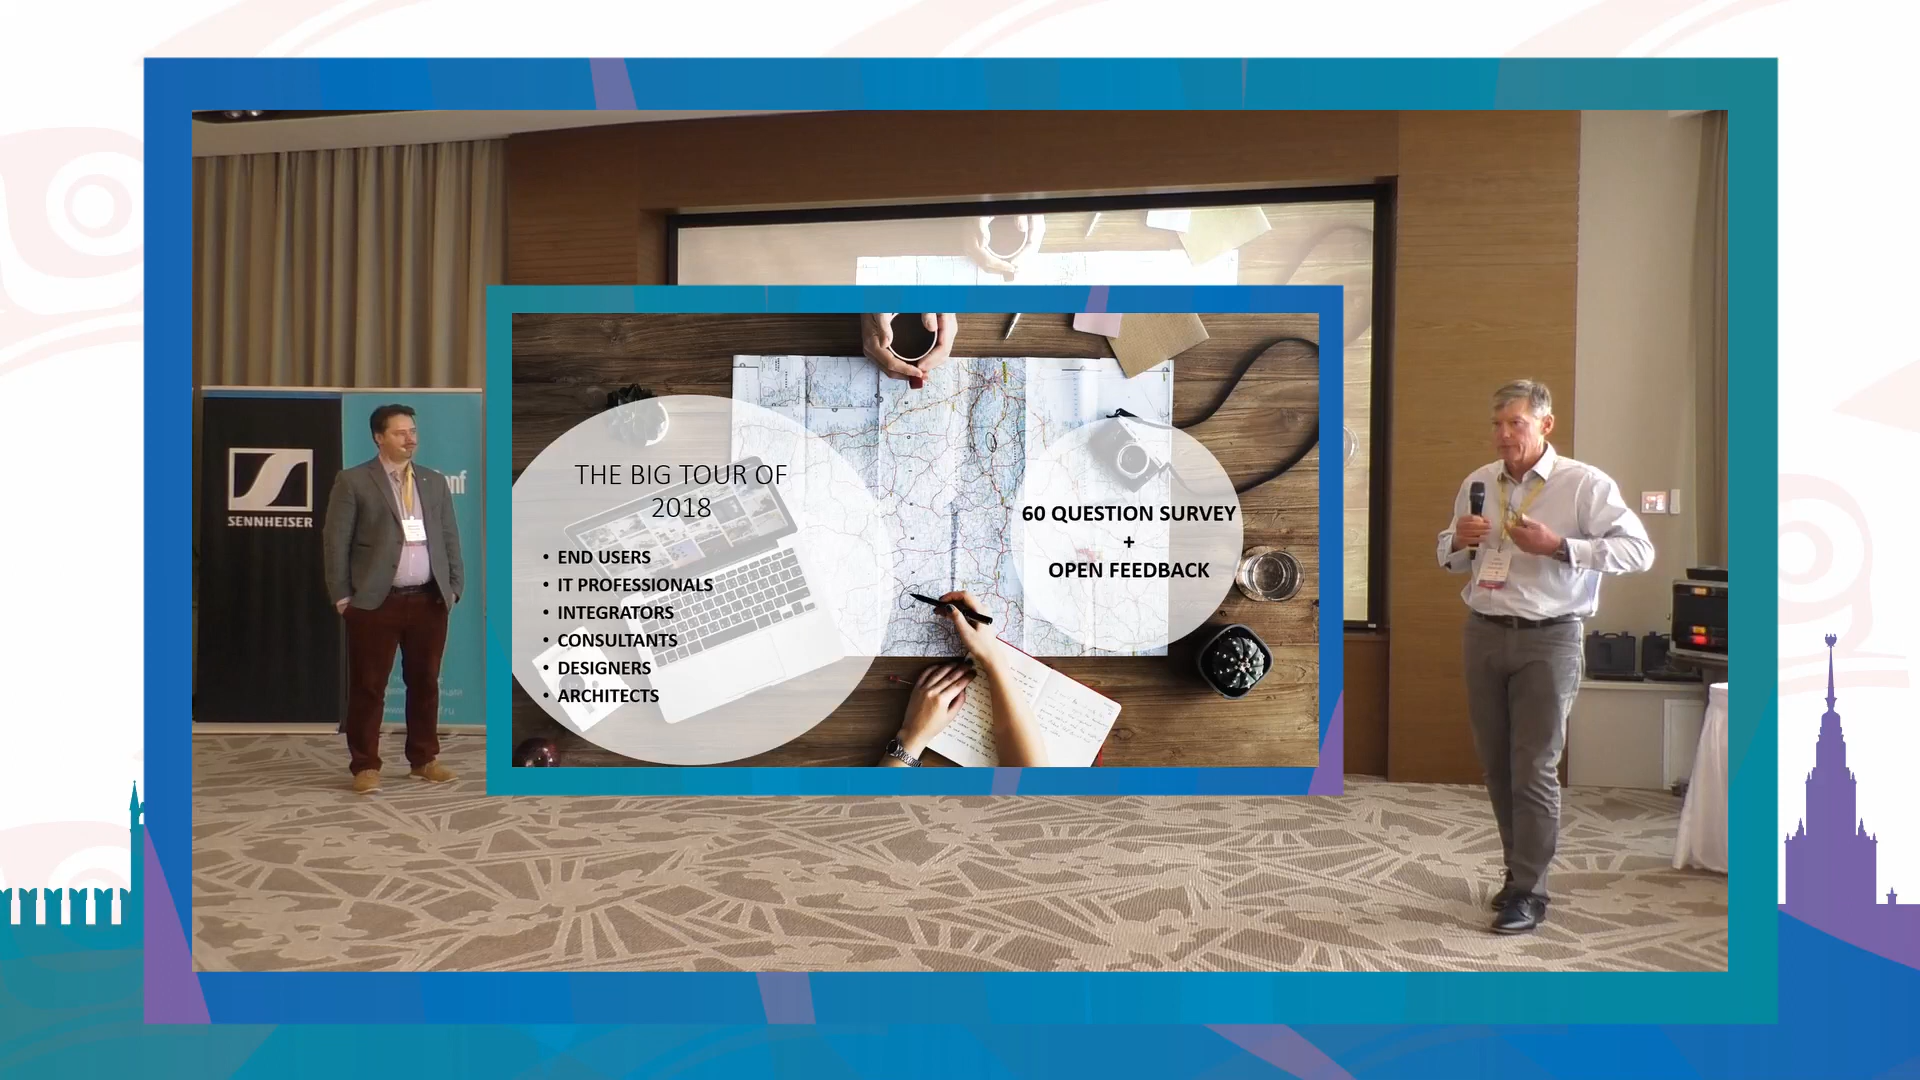 SENNHEISER
nf
THE BIG TOUR OF
2018
• END USERS
• IT PROFESSIONALS
• INTEGRATORS
• CONSULTANTS
• DESIGNERS
• ARCHITECTS
60 QUESTION SURVEY
+
OPEN FEEDBACK